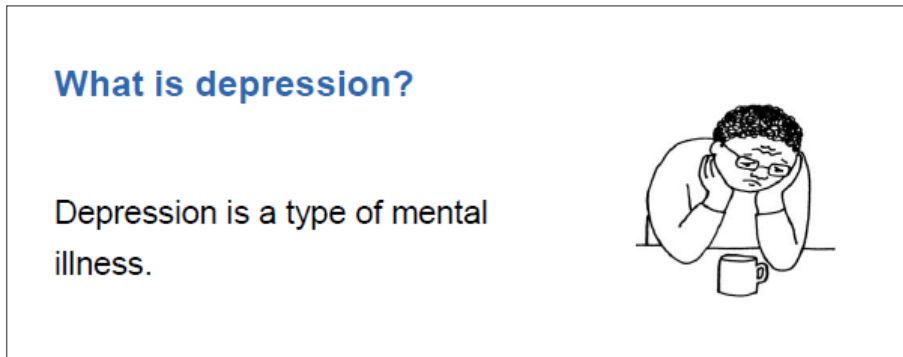 What is depression?
Depression is a type of mental
illness.